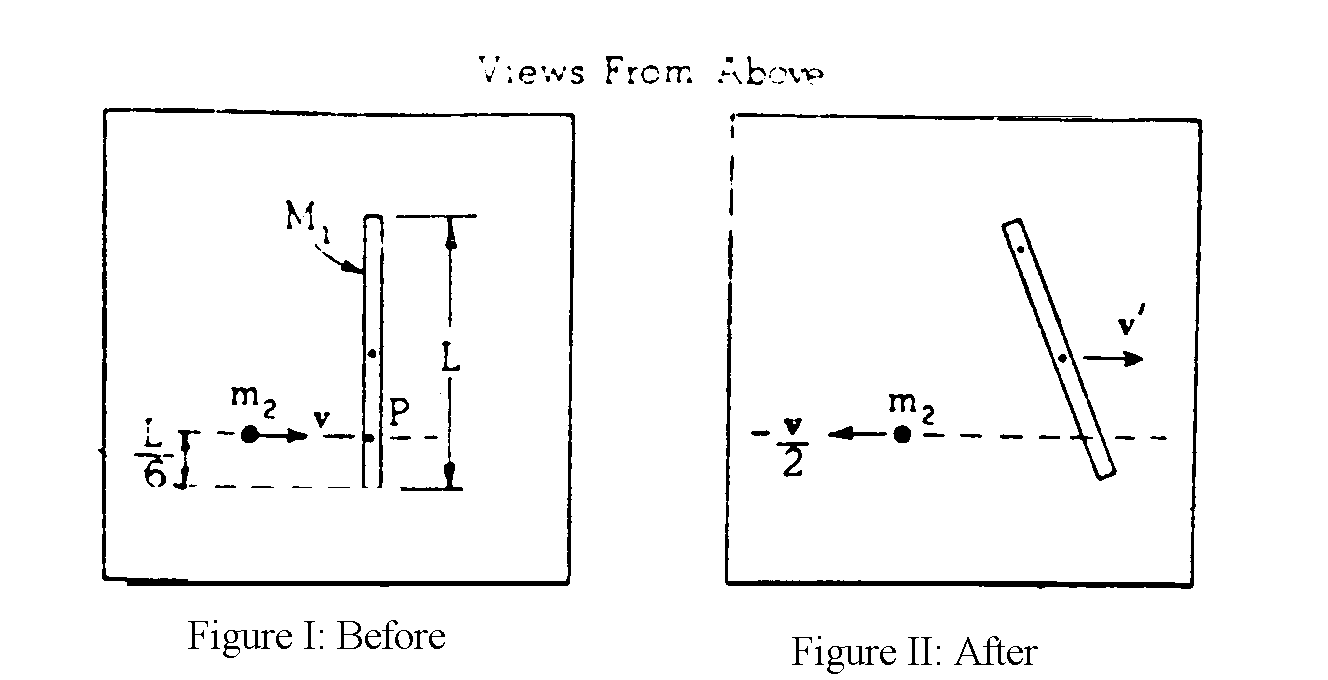 Views From Above
M₁
L
m₂
v
P
L/6
v′
m₂
-v/2
Figure I: Before
Figure II: After